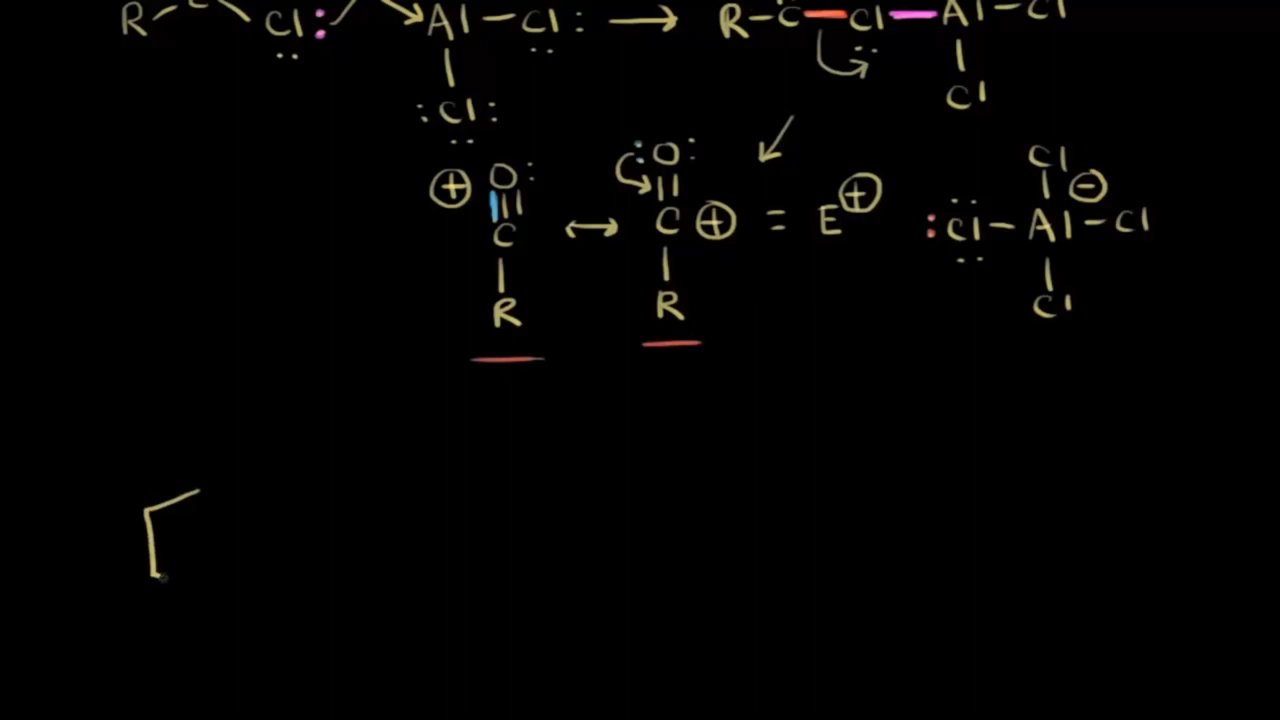 R C Cl: Al – Cl: → R – C – Cl – Al – Cl
:Cl: Cl
⊕ O: :O: Cl ⊖
C ↔ C ⊕ = E⊕ :Cl – Al – Cl
R R Cl